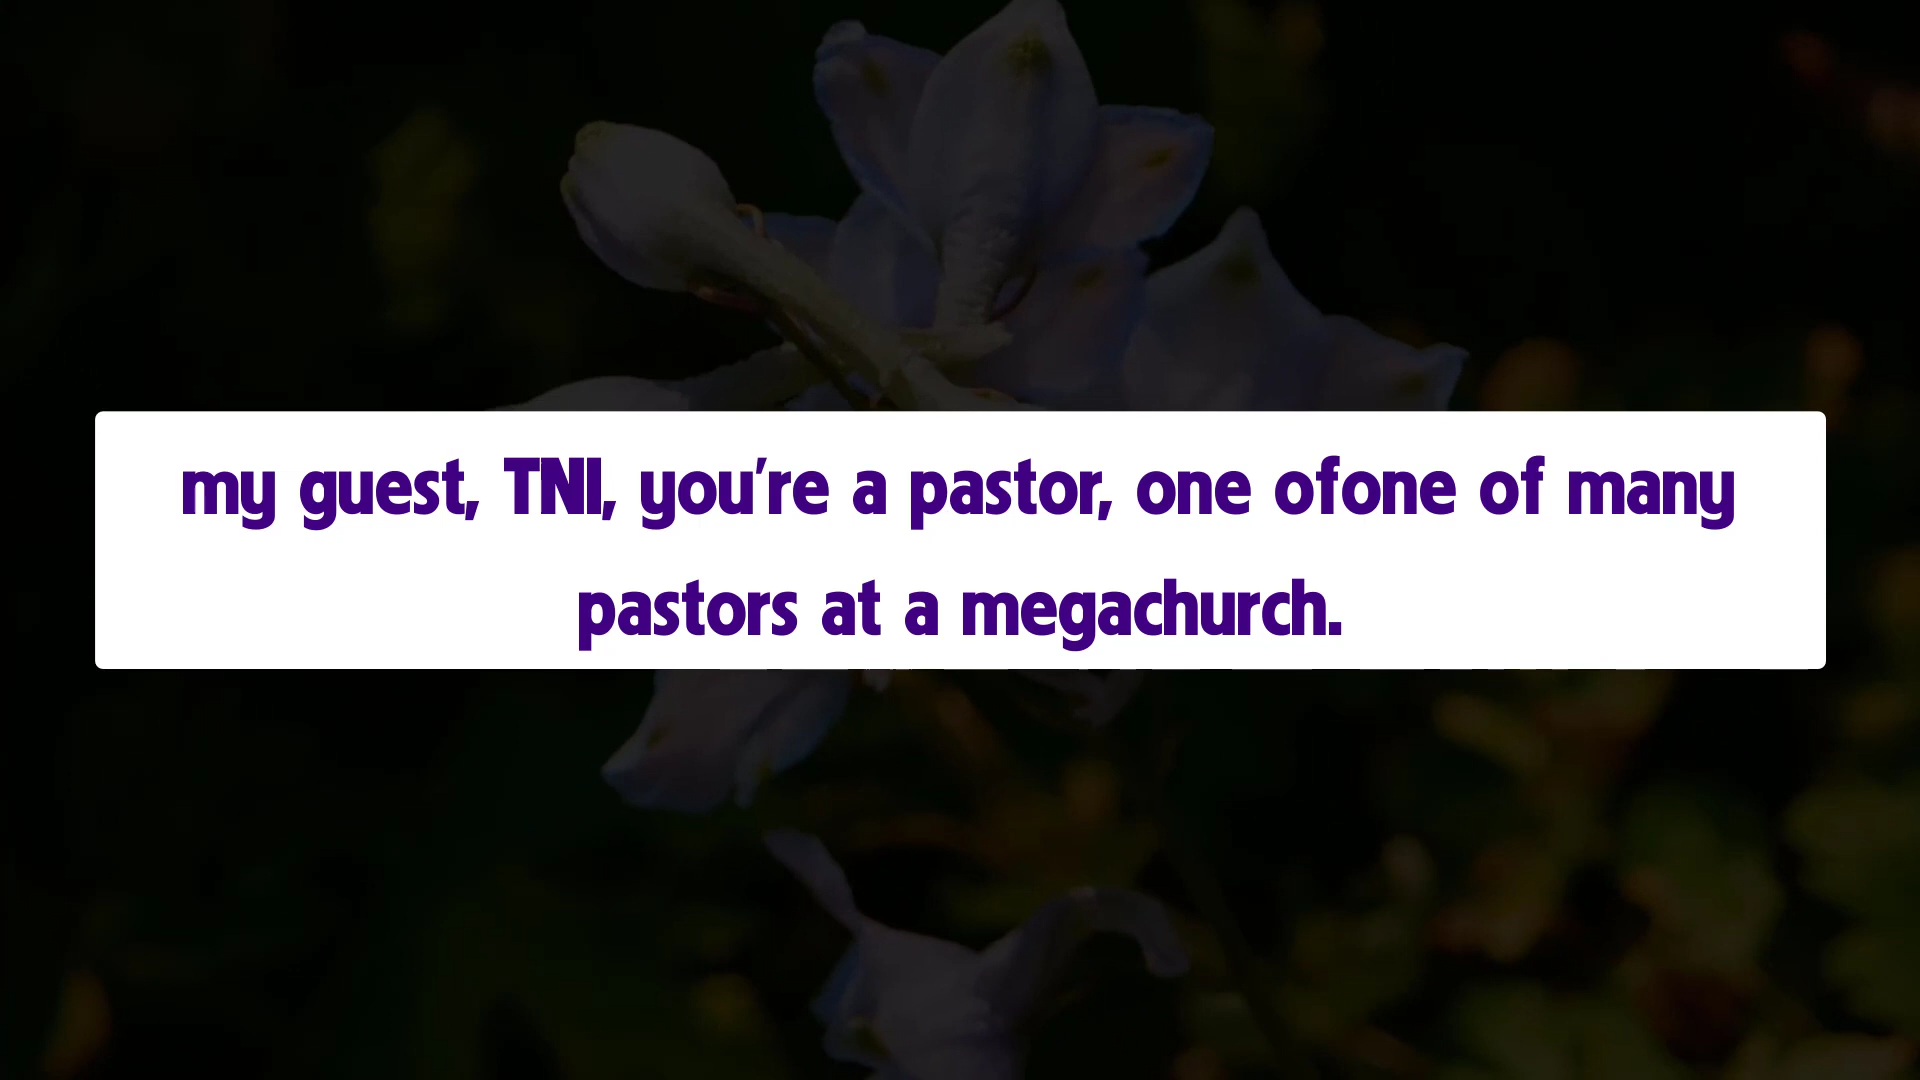 my guest, TNI, you're a pastor, one ofone of many
pastors at a megachurch.